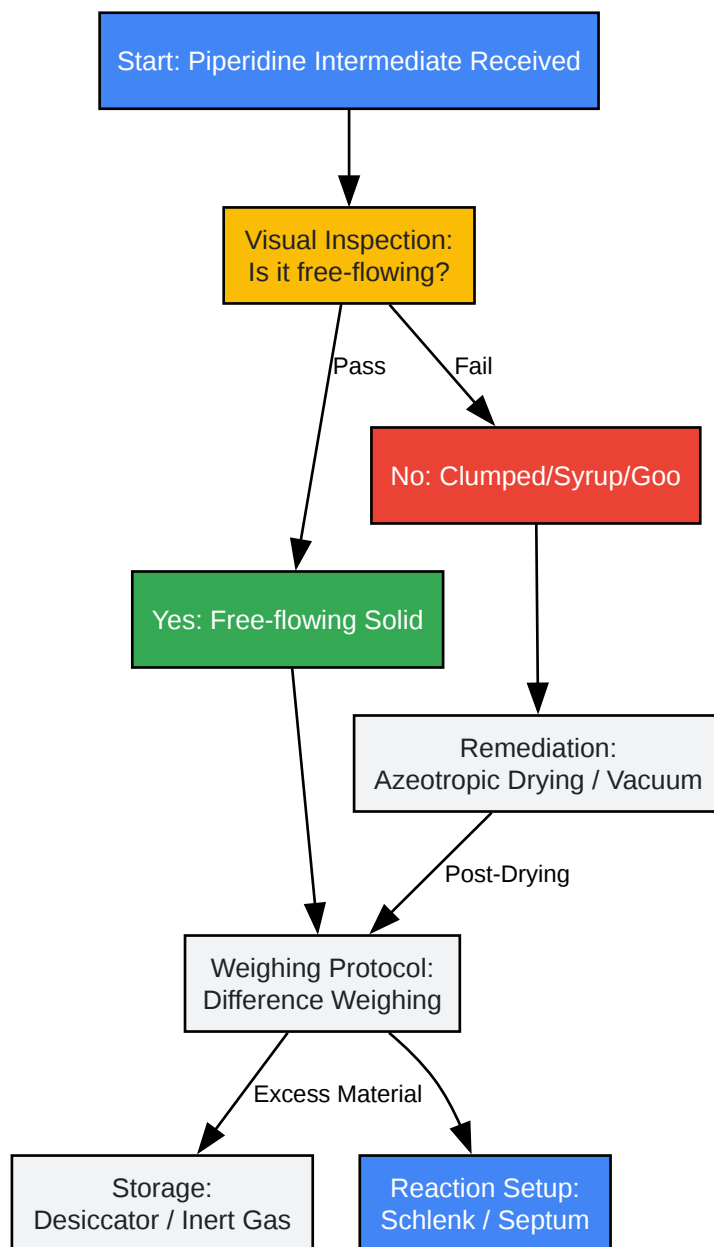 Start: Piperidine Intermediate Received
Visual Inspection:
Is it free-flowing?
Pass
Fail
No: Clumped/Syrup/Goo
Yes: Free-flowing Solid
Remediation:
Azeotropic Drying / Vacuum
Post-Drying
Weighing Protocol:
Difference Weighing
Excess Material
Storage:
Desiccator / Inert Gas
Reaction Setup:
Schlenk / Septum